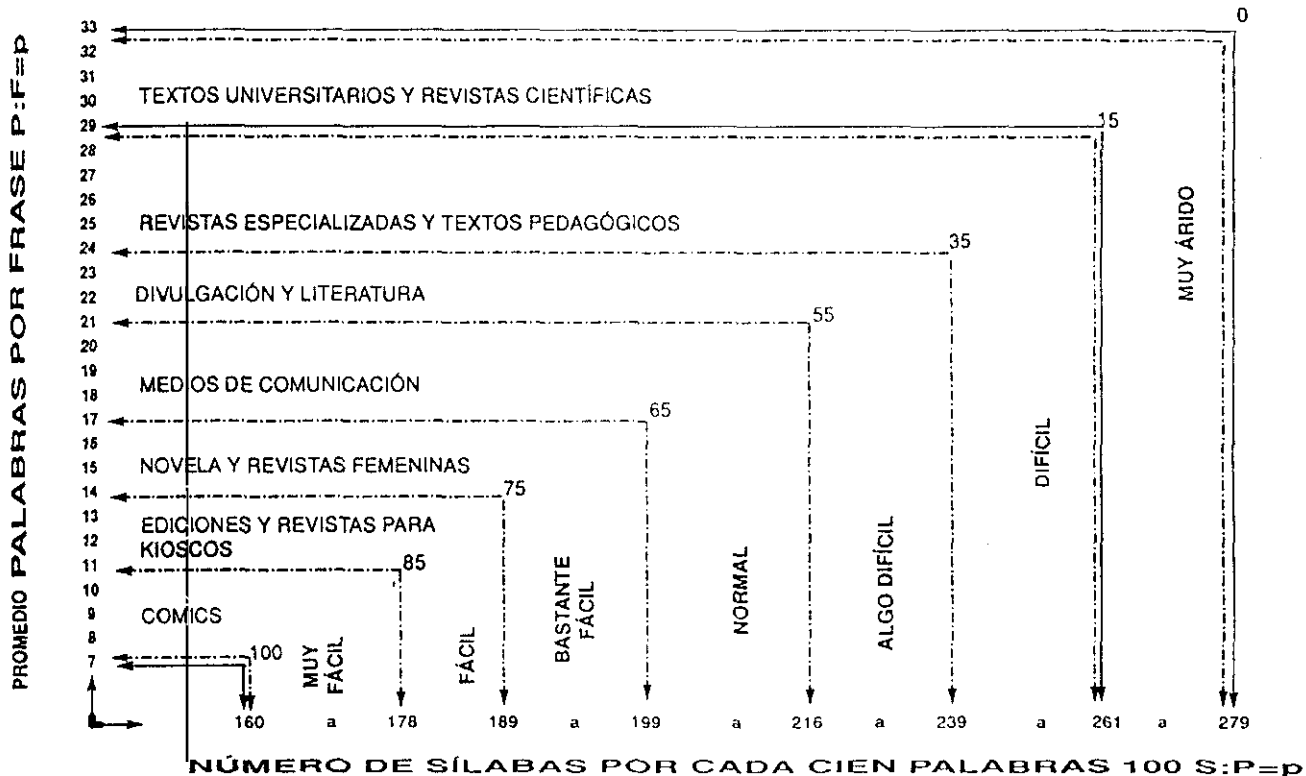 0
33
32
31
TEXTOS UNIVERSITARIOS Y REVISTAS CIENTÍFICAS
30
15
29
28
27
26
REVISTAS ESPECIALIZADAS Y TEXTOS PEDAGÓGICOS
25
35
24
23
DIVULGACIÓN Y LITERATURA
22
55
21
20
19
MEDIOS DE COMUNICACIÓN
18
65
17
16
NOVELA Y REVISTAS FEMENINAS
15
75
14
13
EDICIONES Y REVISTAS PARA
KIOSCOS
12
85
11
10
COMICS
9
8
100
7
PROMEDIO PALABRAS POR FRASE P:F=p
MUY
FÁCIL
FÁCIL
BASTANTE
FÁCIL
NORMAL
ALGO DIFÍCIL
DIFÍCIL
MUY ÁRIDO
160 a 178 189 a 199 a 216 a 239 a 261 a 279
NÚMERO DE SÍLABAS POR CADA CIEN PALABRAS 100 S:P=p